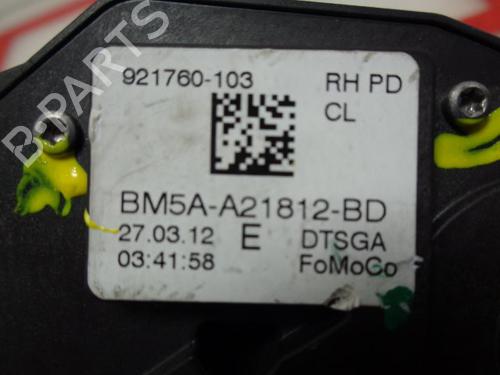 B-PARTS
921760-103 RH PD
CL
BM5A-A21812-BD
27.03.12 E DTSGA
03:41:58 FoMoCo